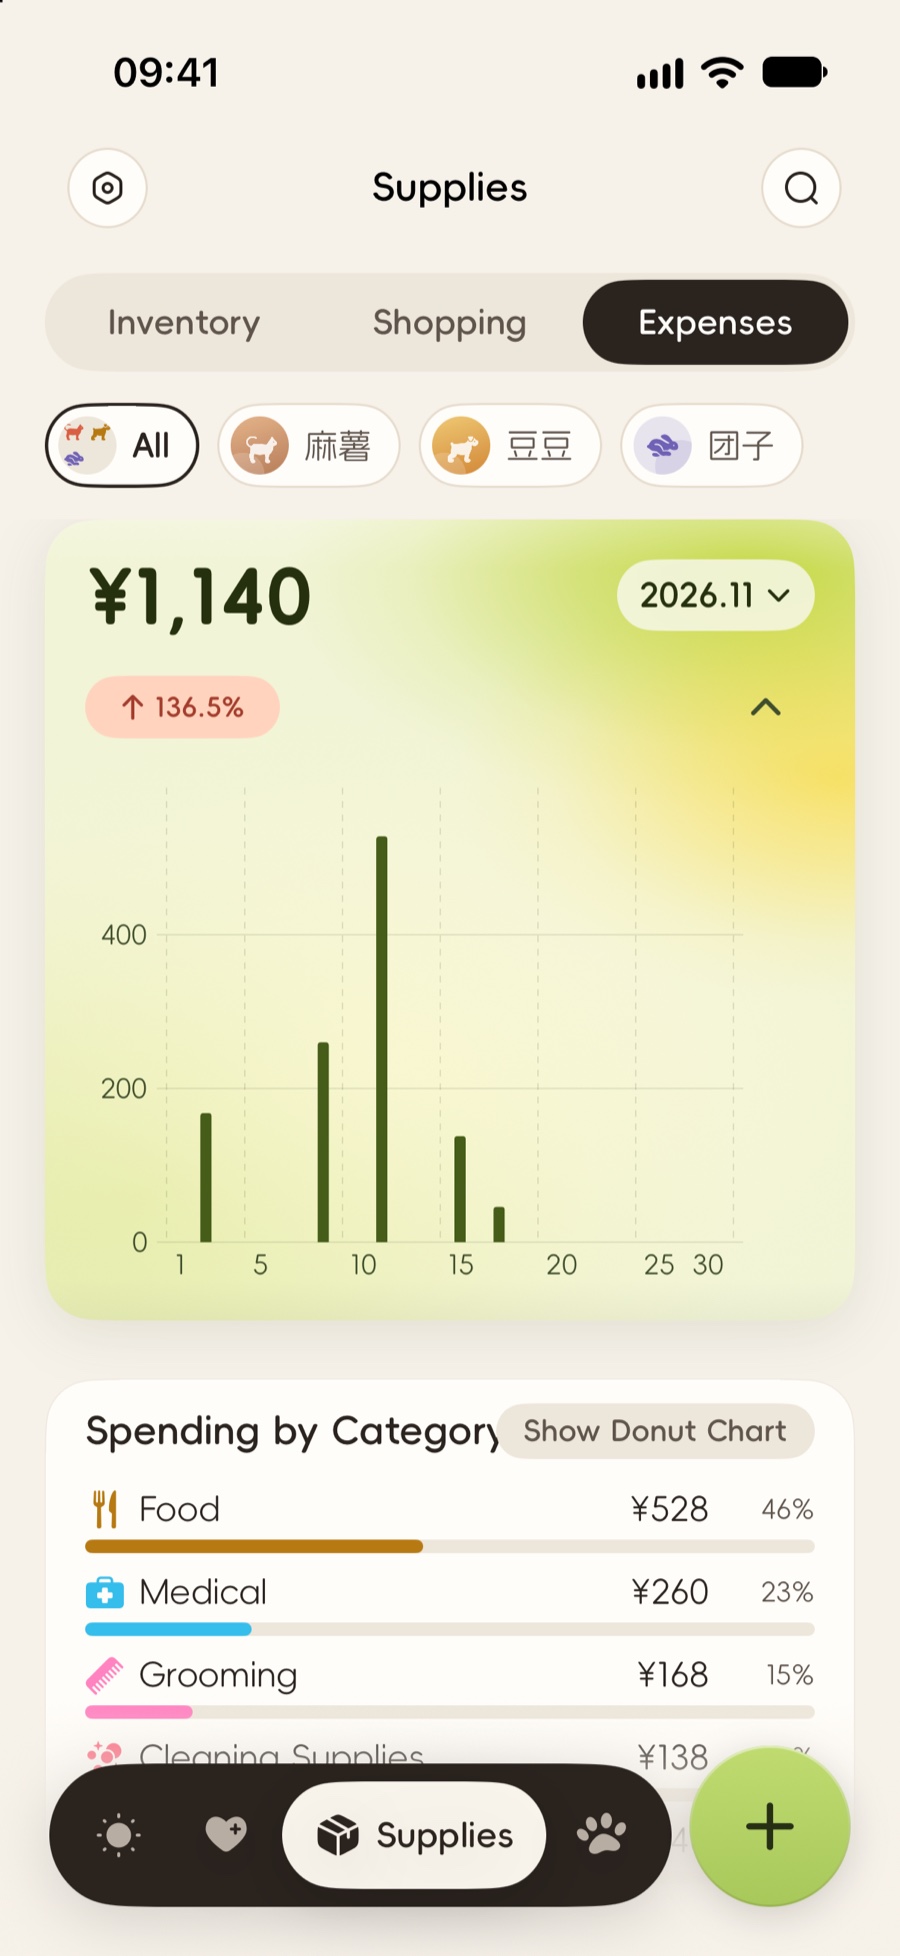 09:41
Supplies
Inventory Shopping Expenses
All 麻薯 豆豆 团子
¥1,140 2026.11
↑ 136.5%
400
200
0
1 5 10 15 20 25 30
Spending by Category Show Donut Chart
Food ¥528 46%
Medical ¥260 23%
Grooming ¥168 15%
Cleaning Supplies ¥138
Supplies